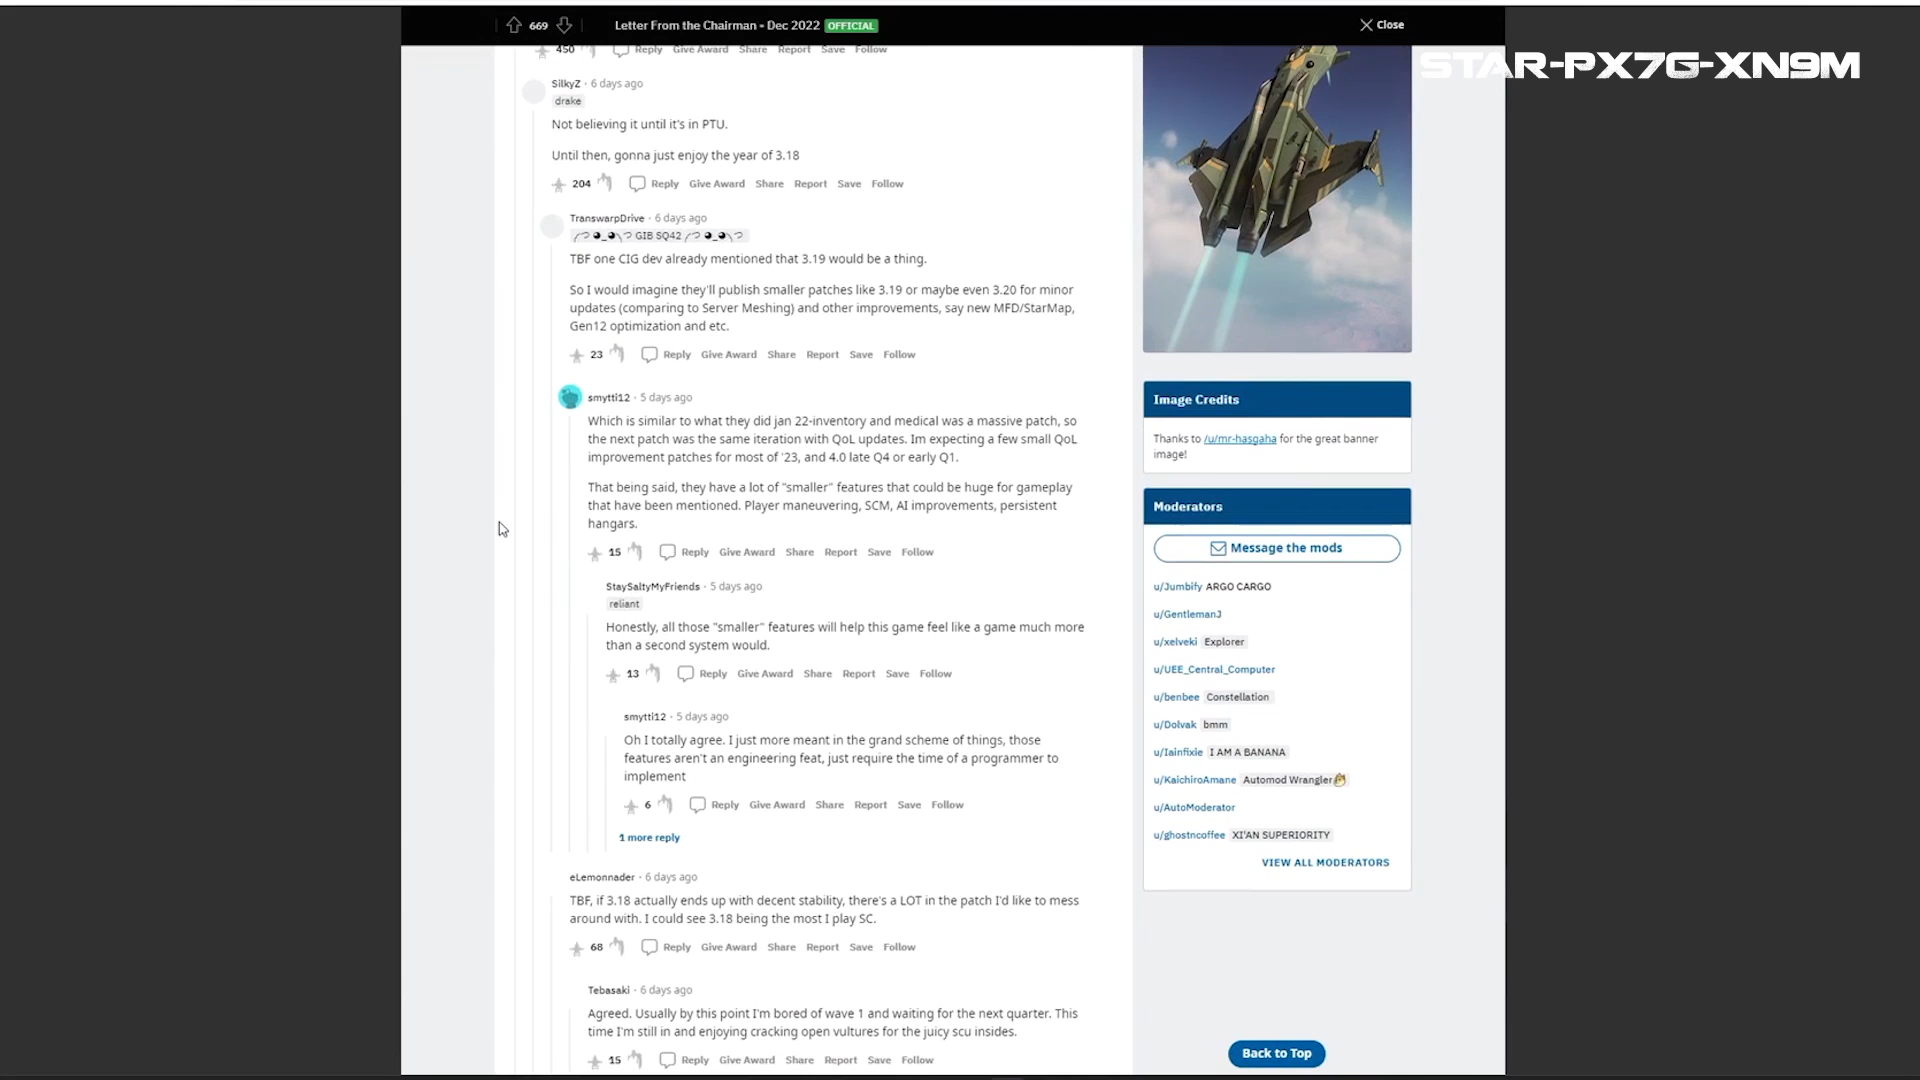 669 Letter From the Chairman - Dec 2022 OFFICIAL Close
STAR-PX7G-XN9M
450 Reply Give Award Share Report Save Follow
SilkyZ · 6 days ago
drake
Not believing it until it's in PTU.
Until then, gonna just enjoy the year of 3.18
204 Reply Give Award Share Report Save Follow
TranswarpDrive · 6 days ago
GIB SQ42
TBF one CIG dev already mentioned that 3.19 would be a thing.
So I would imagine they'll publish smaller patches like 3.19 or maybe even 3.20 for minor
updates (comparing to Server Meshing) and other improvements, say new MFD/StarMap,
Gen12 optimization and etc.
23 Reply Give Award Share Report Save Follow
smytti12 · 5 days ago
Which is similar to what they did jan 22-inventory and medical was a massive patch, so
the next patch was the same iteration with QoL updates. Im expecting a few small QoL
improvement patches for most of '23, and 4.0 late Q4 or early Q1.
That being said, they have a lot of "smaller" features that could be huge for gameplay
that have been mentioned. Player maneuvering, SCM, AI improvements, persistent
hangars.
15 Reply Give Award Share Report Save Follow
StaySaltyMyFriends · 5 days ago
reliant
Honestly, all those "smaller" features will help this game feel like a game much more
than a second system would.
13 Reply Give Award Share Report Save Follow
smytti12 · 5 days ago
Oh I totally agree. I just more meant in the grand scheme of things, those
features aren't an engineering feat, just require the time of a programmer to
implement
6 Reply Give Award Share Report Save Follow
1 more reply
eLemonnader · 6 days ago
TBF, if 3.18 actually ends up with decent stability, there's a LOT in the patch I'd like to mess
around with. I could see 3.18 being the most I play SC.
68 Reply Give Award Share Report Save Follow
Tebasaki · 6 days ago
Agreed. Usually by this point I'm bored of wave 1 and waiting for the next quarter. This
time I'm still in and enjoying cracking open vultures for the juicy scu insides.
15 Reply Give Award Share Report Save Follow
Image Credits
Thanks to /u/mr-hasgaha for the great banner
image!
Moderators
Message the mods
u/Jumbify ARGO CARGO
u/GentlemanJ
u/xelveki Explorer
u/UEE_Central_Computer
u/benbee Constellation
u/Dolvak bmm
u/Iainfixie I AM A BANANA
u/KaichiroAmane Automod Wrangler
u/AutoModerator
u/ghostncoffee XI'AN SUPERIORITY
VIEW ALL MODERATORS
Back to Top